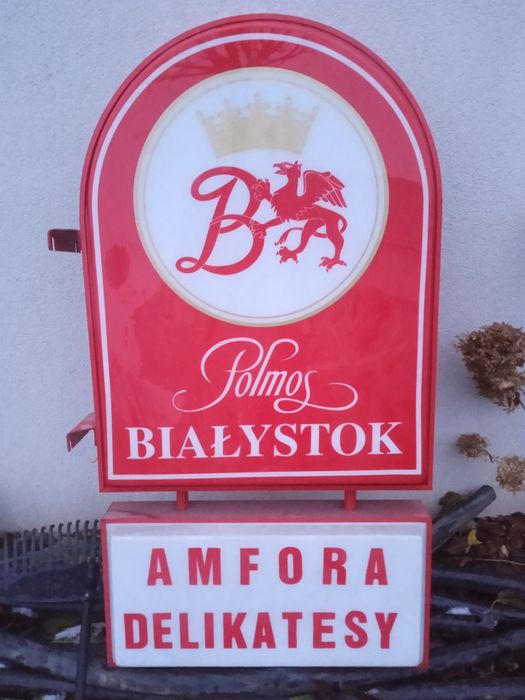 B
Polmos
BIAŁYSTOK
AMFORA
DELIKATESY